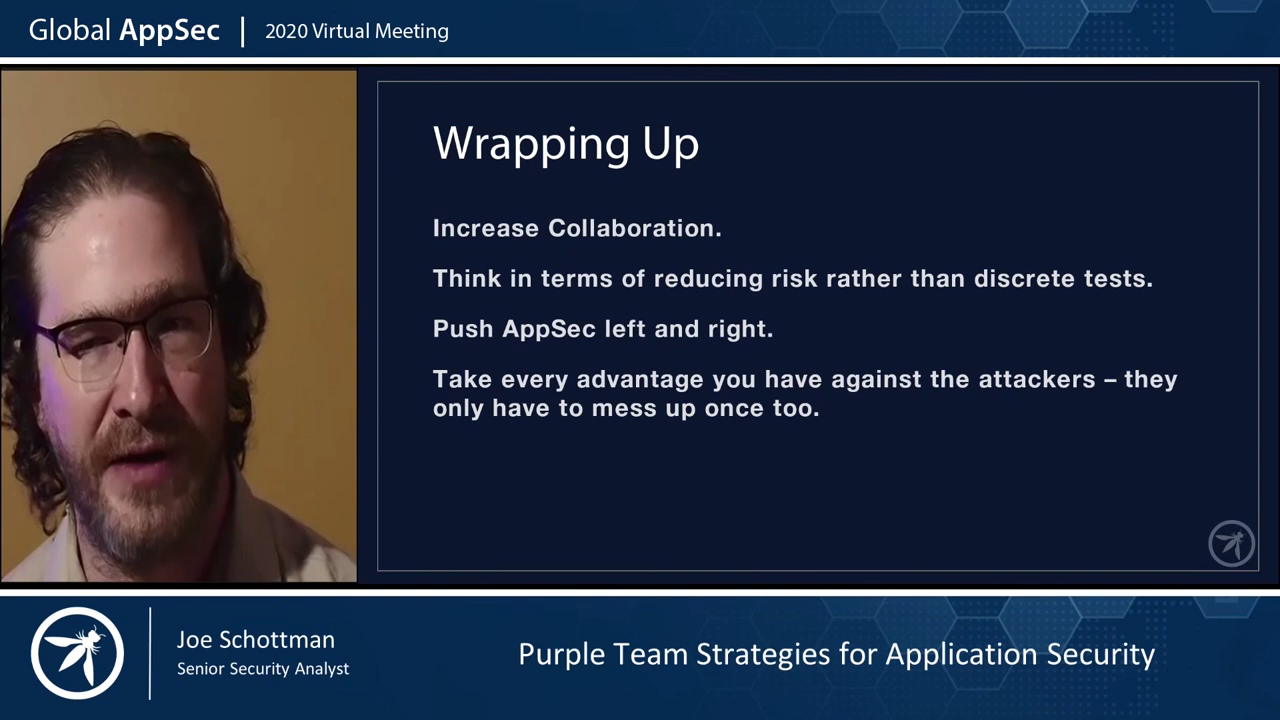 Global AppSec | 2020 Virtual Meeting
Wrapping Up
Increase Collaboration.
Think in terms of reducing risk rather than discrete tests.
Push AppSec left and right.
Take every advantage you have against the attackers – they
only have to mess up once too.
Joe Schottman
Senior Security Analyst
Purple Team Strategies for Application Security